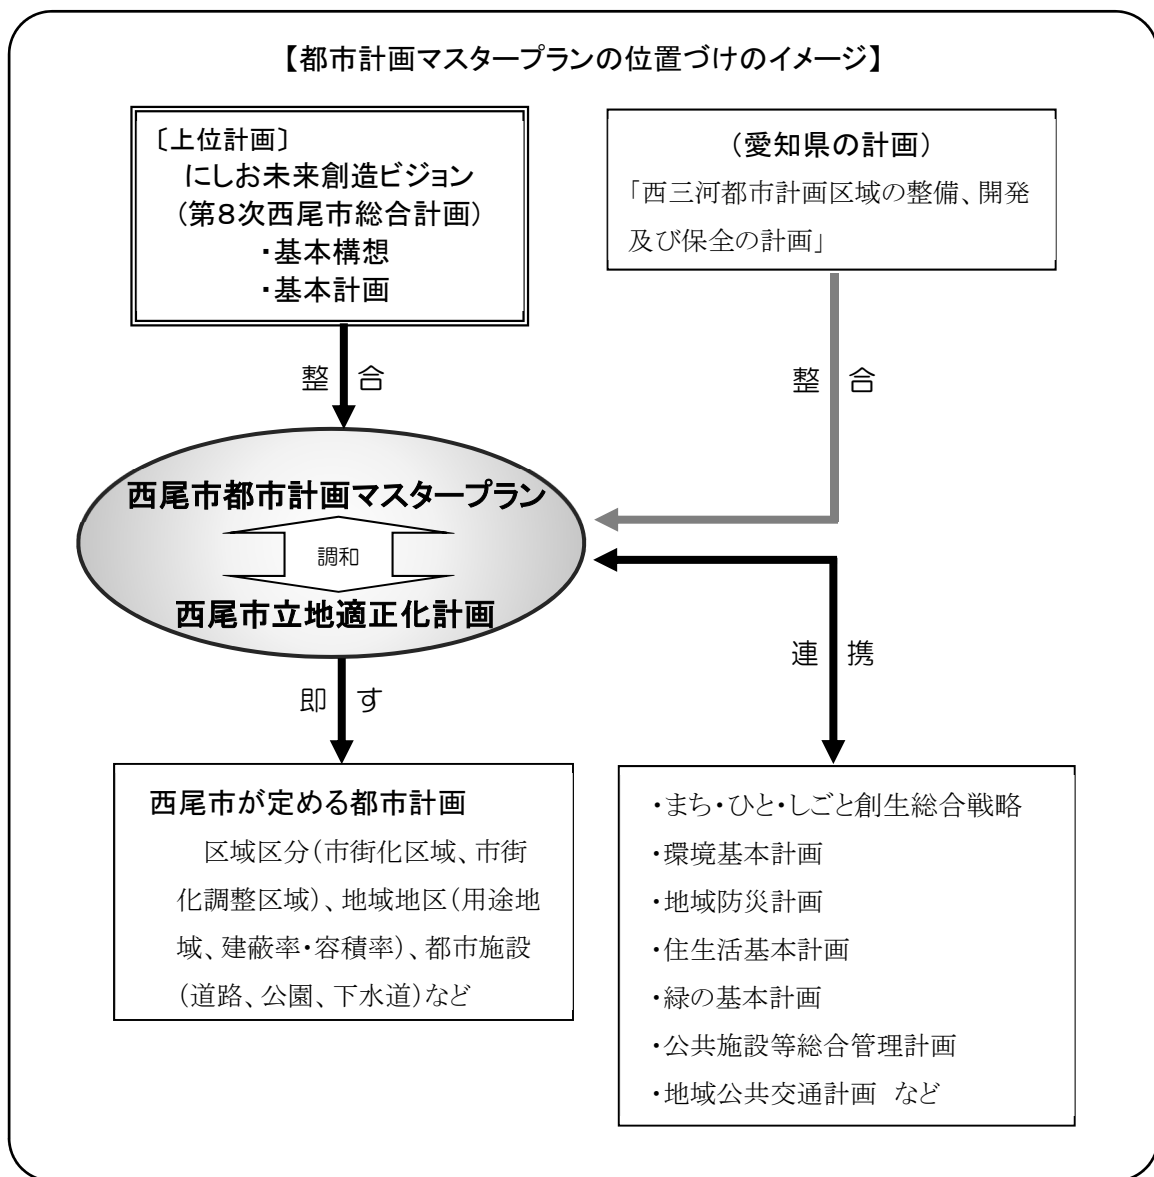 【都市計画マスタープランの位置づけのイメージ】
〔上位計画〕
にしお未来創造ビジョン
(第8次西尾市総合計画)
・基本構想
・基本計画
(愛知県の計画)
「西三河都市計画区域の整備、開発
及び保全の計画」
整合
整合
西尾市都市計画マスタープラン
調和
西尾市立地適正化計画
連携
即す
西尾市が定める都市計画
区域区分(市街化区域、市街
化調整区域)、地域地区(用途地
域、建蔽率・容積率)、都市施設
(道路、公園、下水道)など
・まち・ひと・しごと創生総合戦略
・環境基本計画
・地域防災計画
・住生活基本計画
・緑の基本計画
・公共施設等総合管理計画
・地域公共交通計画 など